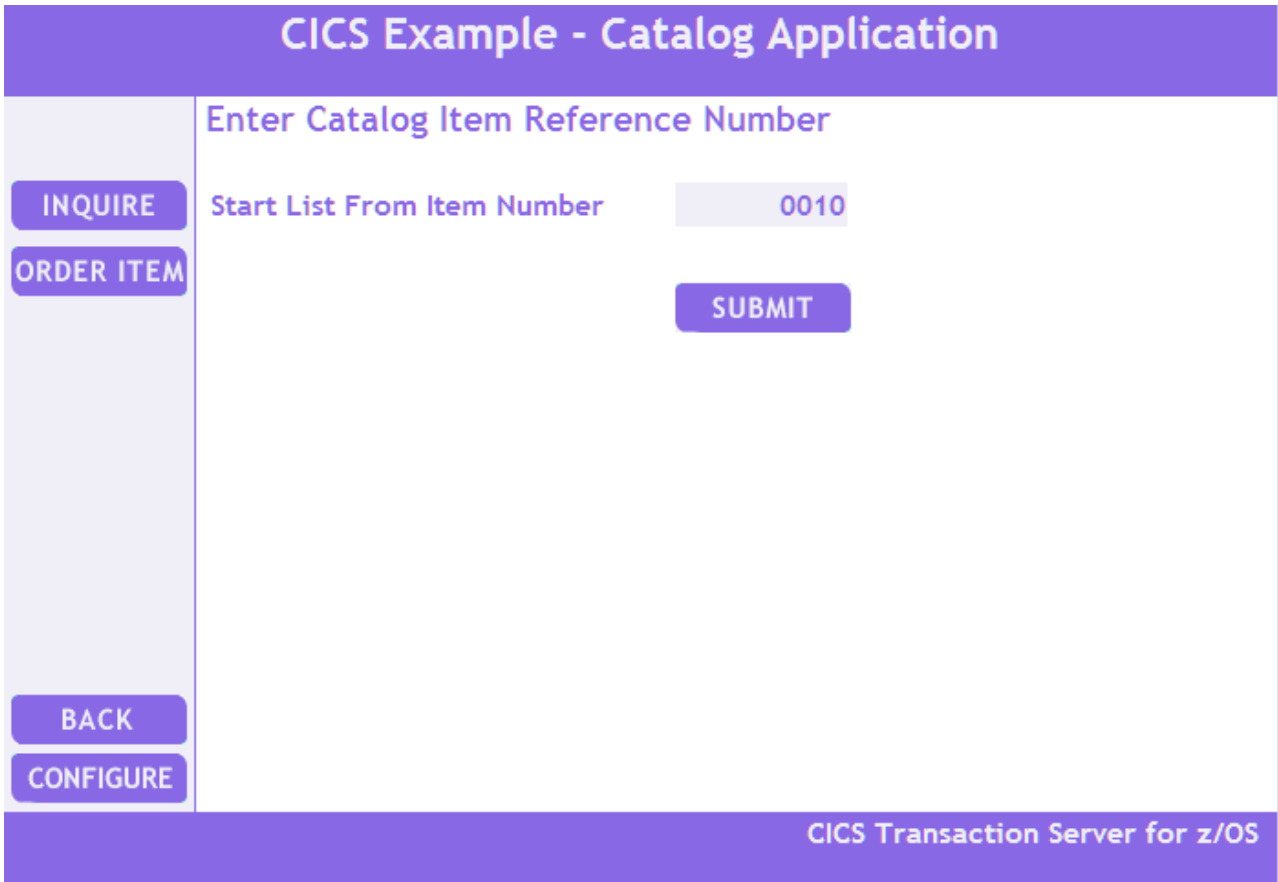 CICS Example - Catalog Application
Enter Catalog Item Reference Number
INQUIRE
Start List From Item Number 0010
ORDER ITEM
SUBMIT
BACK
CONFIGURE
CICS Transaction Server for z/OS